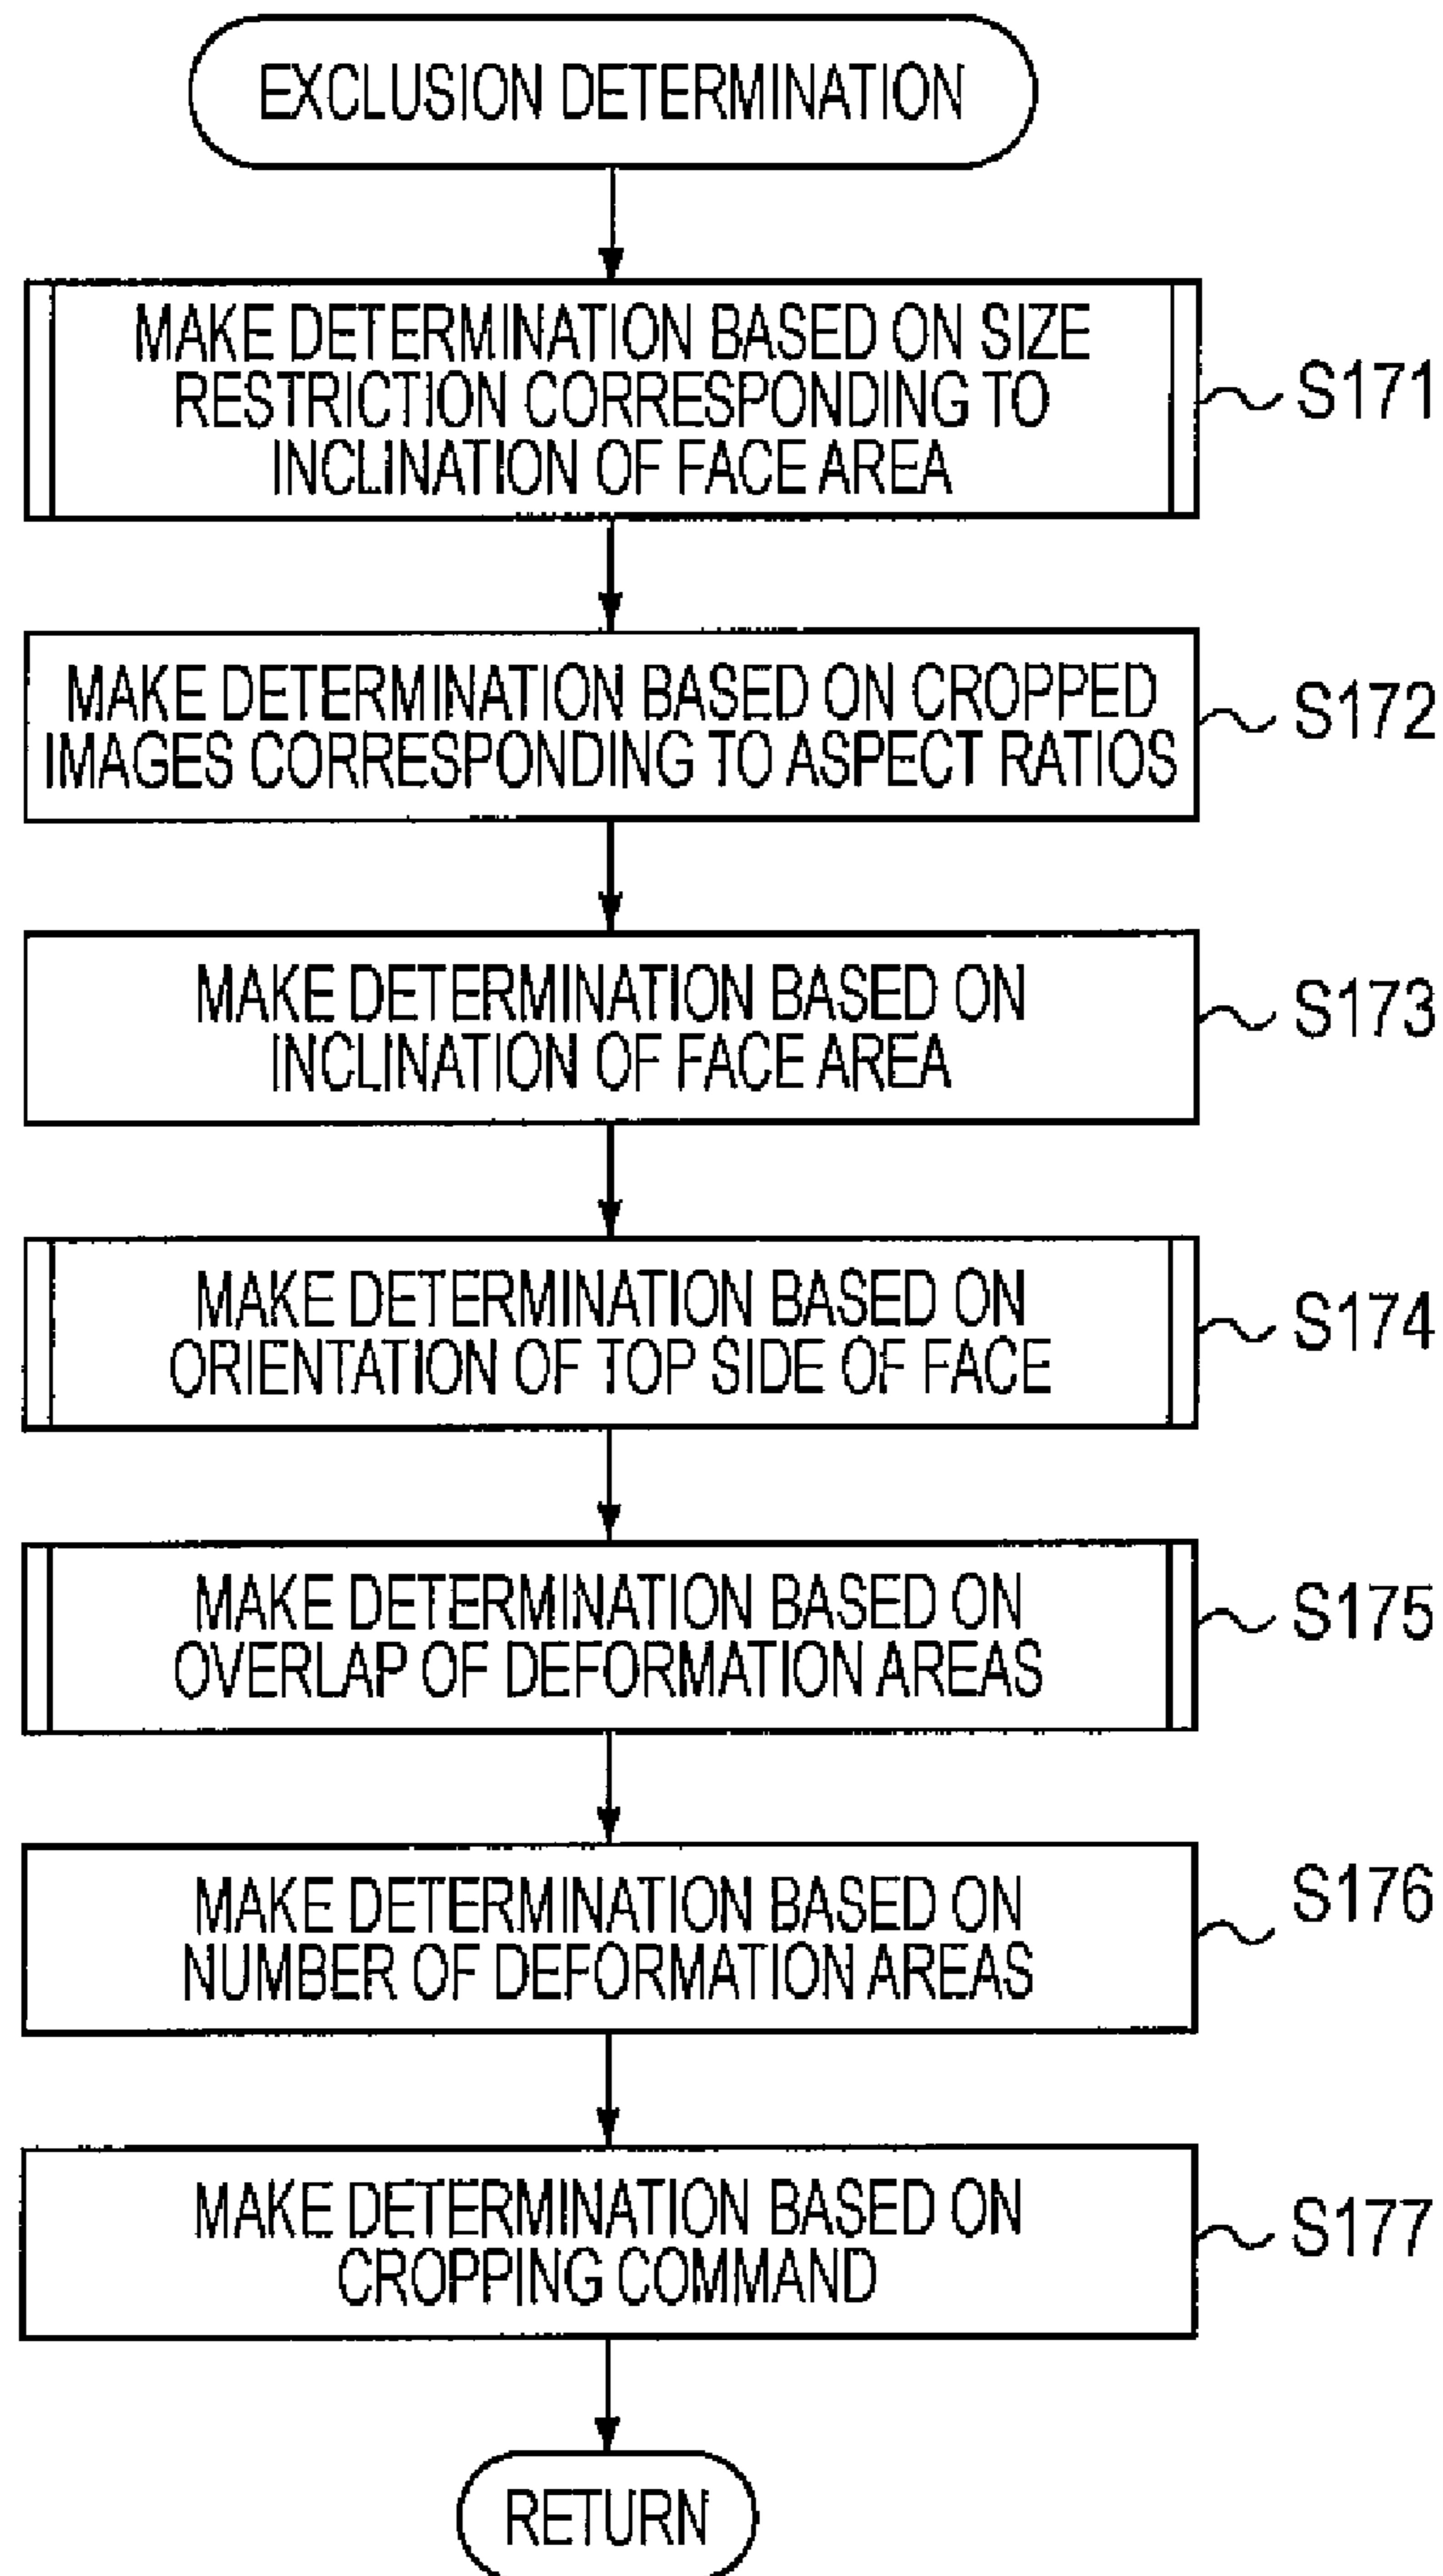 EXCLUSION DETERMINATION
MAKE DETERMINATION BASED ON SIZE
RESTRICTION CORRESPONDING TO
INCLINATION OF FACE AREA
S171
MAKE DETERMINATION BASED ON CROPPED
IMAGES CORRESPONDING TO ASPECT RATIOS
S172
MAKE DETERMINATION BASED ON
INCLINATION OF FACE AREA
S173
MAKE DETERMINATION BASED ON
ORIENTATION OF TOP SIDE OF FACE
S174
MAKE DETERMINATION BASED ON
OVERLAP OF DEFORMATION AREAS
S175
MAKE DETERMINATION BASED ON
NUMBER OF DEFORMATION AREAS
S176
MAKE DETERMINATION BASED ON
CROPPING COMMAND
S177
RETURN